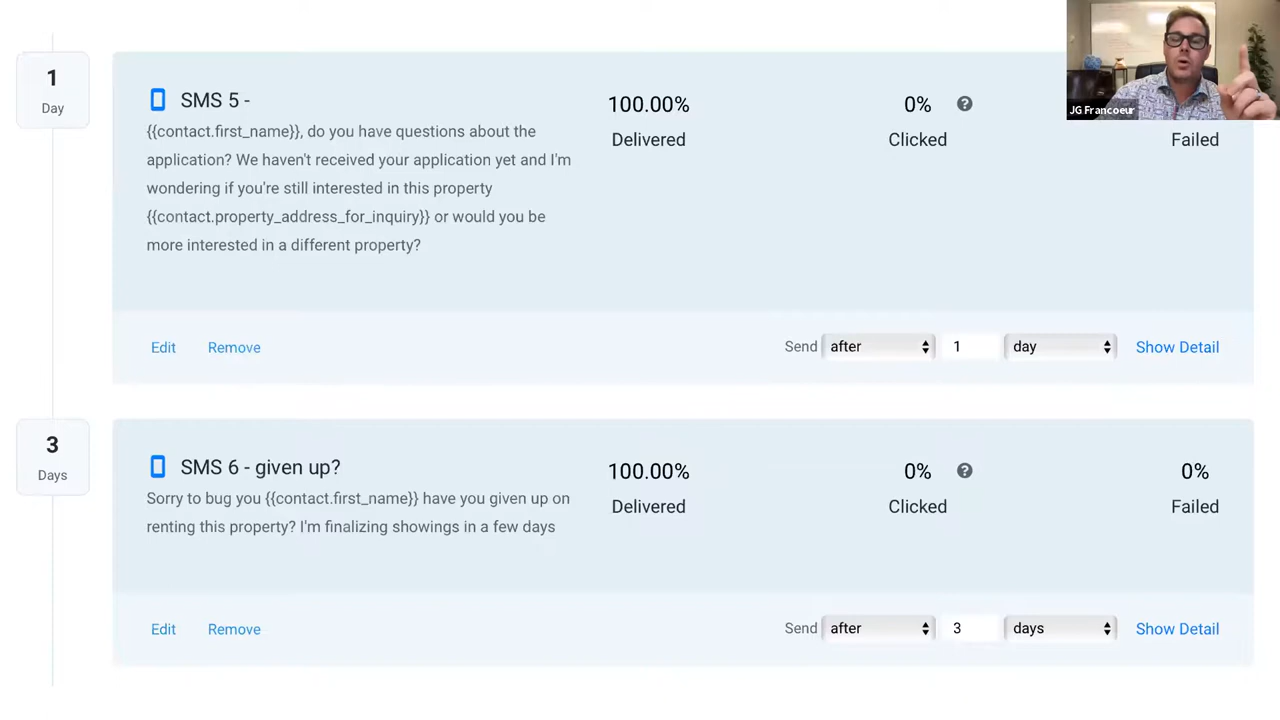 JG Francoeur
1
Day
SMS 5 -
{{contact.first_name}}, do you have questions about the
application? We haven't received your application yet and I'm
wondering if you're still interested in this property
{{contact.property_address_for_inquiry}} or would you be
more interested in a different property?
100.00%
Delivered
0%
Clicked
Failed
Edit
Remove
Send after 1 day
Show Detail
3
Days
SMS 6 - given up?
Sorry to bug you {{contact.first_name}} have you given up on
renting this property? I'm finalizing showings in a few days
100.00%
Delivered
0%
Clicked
0%
Failed
Edit
Remove
Send after 3 days
Show Detail